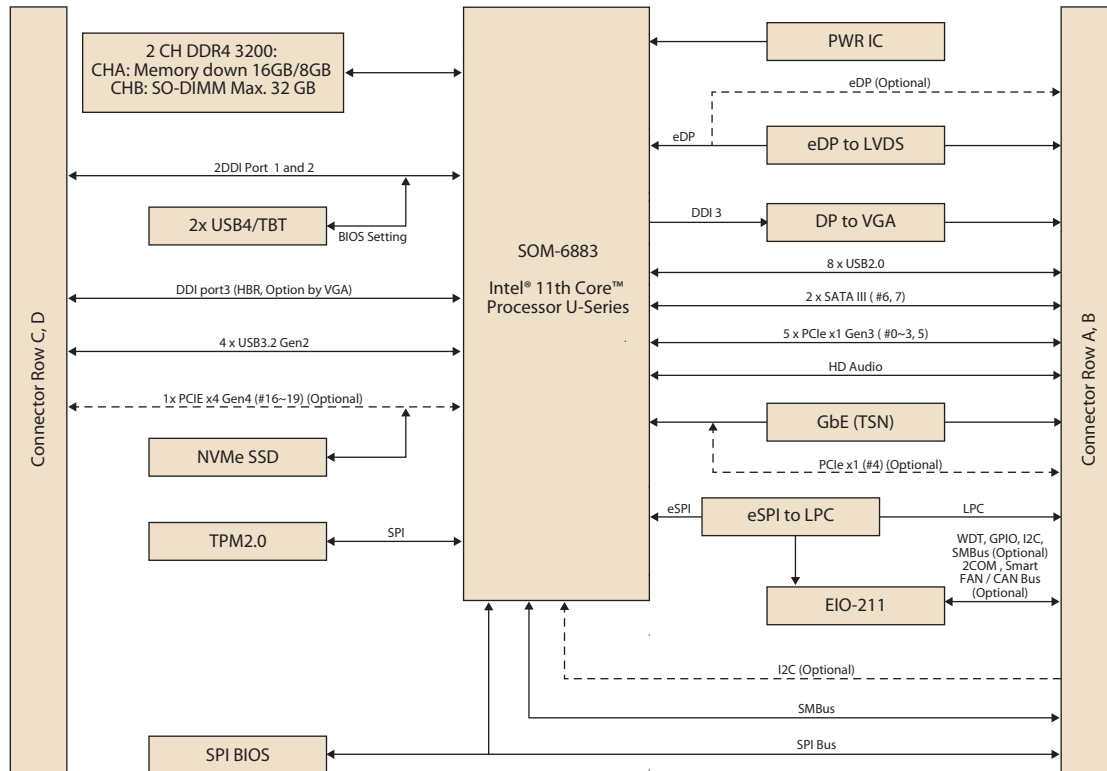 2 CH DDR4 3200:
CHA: Memory down 16GB/8GB
CHB: SO-DIMM Max. 32 GB
PWR IC
eDP (Optional)
eDP
eDP to LVDS
2DDI Port 1 and 2
2x USB4/TBT
BIOS Setting
DDI 3
DP to VGA
SOM-6883
Intel® 11th Core™
Processor U-Series
8 x USB2.0
DDI port3 (HBR, Option by VGA)
2 x SATA III ( #6, 7)
4 x USB3.2 Gen2
5 x PCIe x1 Gen3 ( #0~3, 5)
HD Audio
1x PCIE x4 Gen4 (#16~19) (Optional)
NVMe SSD
GbE (TSN)
PCIe x1 (#4) (Optional)
TPM2.0
SPI
eSPI
eSPI to LPC
LPC
WDT, GPIO, I2C,
SMBus (Optional)
2COM , Smart
FAN / CAN Bus
(Optional)
EIO-211
I2C (Optional)
SMBus
SPI BIOS
SPI Bus
Connector Row C, D
Connector Row A, B